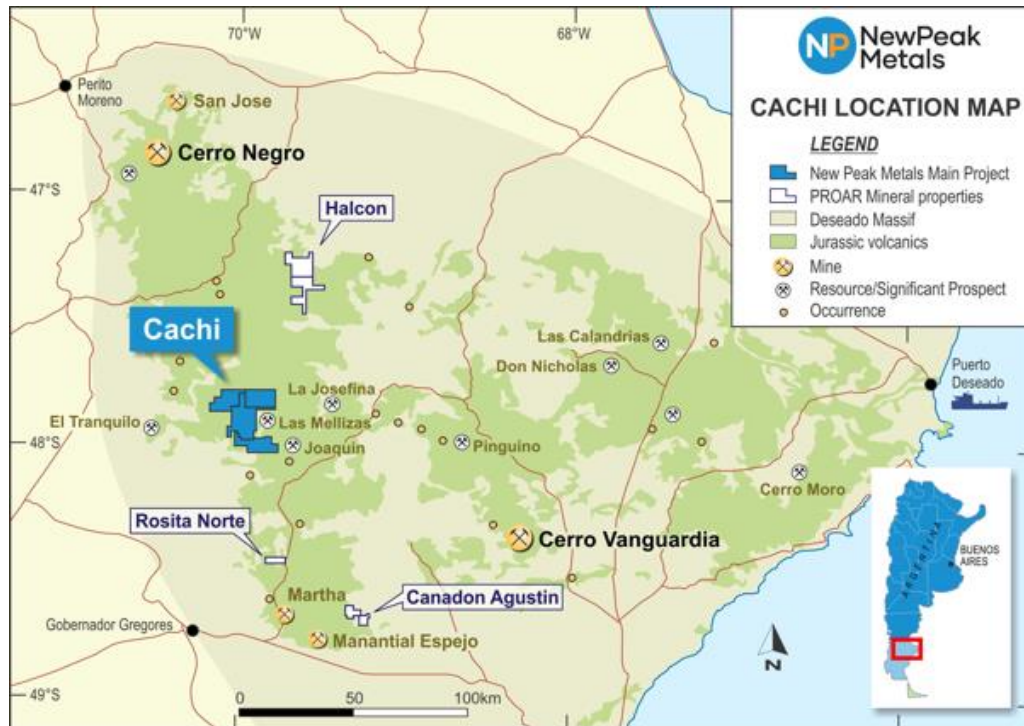 70°W
68°W
NP NewPeak
Metals
CACHI LOCATION MAP
LEGEND
New Peak Metals Main Project
PROAR Mineral properties
Deseado Massif
Jurassic volcanics
Mine
Resource/Significant Prospect
Occurrence
Perito
Moreno
San Jose
Cerro Negro
47°S
Halcon
Cachi
Las Calandrias
Don Nicholas
Puerto
Deseado
La Josefina
El Tranquilo
Las Mellizas
48°S
Joaquin
Pinguino
Cerro Moro
Rosita Norte
Cerro Vanguardia
ARGENTINA
BUENOS
AIRES
Martha
Canadon Agustin
Gobernador Gregores
Manantial Espejo
N
49°S
0
50
100km